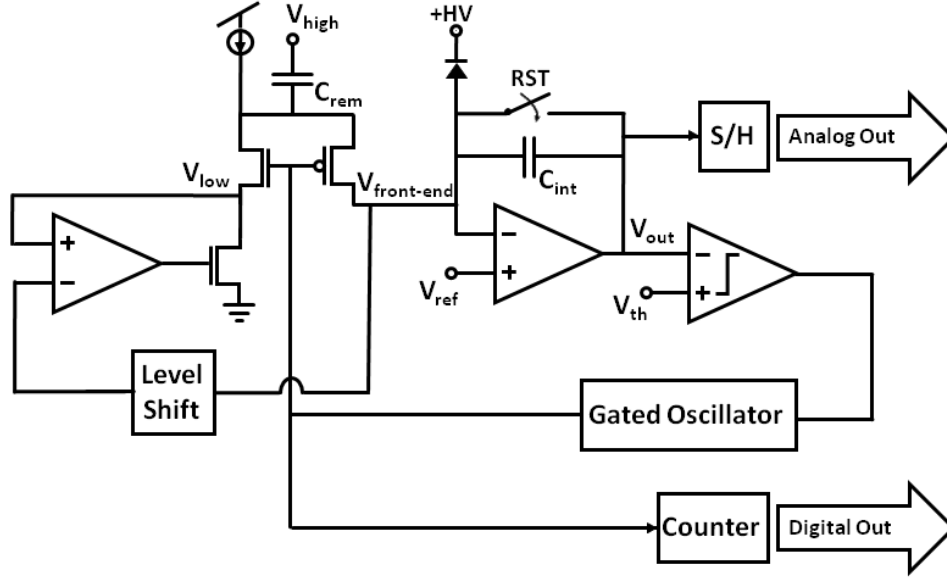 V_high
+HV
C_rem
RST
S/H
Analog Out
V_low
V_front-end
C_int
+
−
−
+
V_ref
V_out
−
+
V_th
Level
Shift
Gated Oscillator
Counter
Digital Out